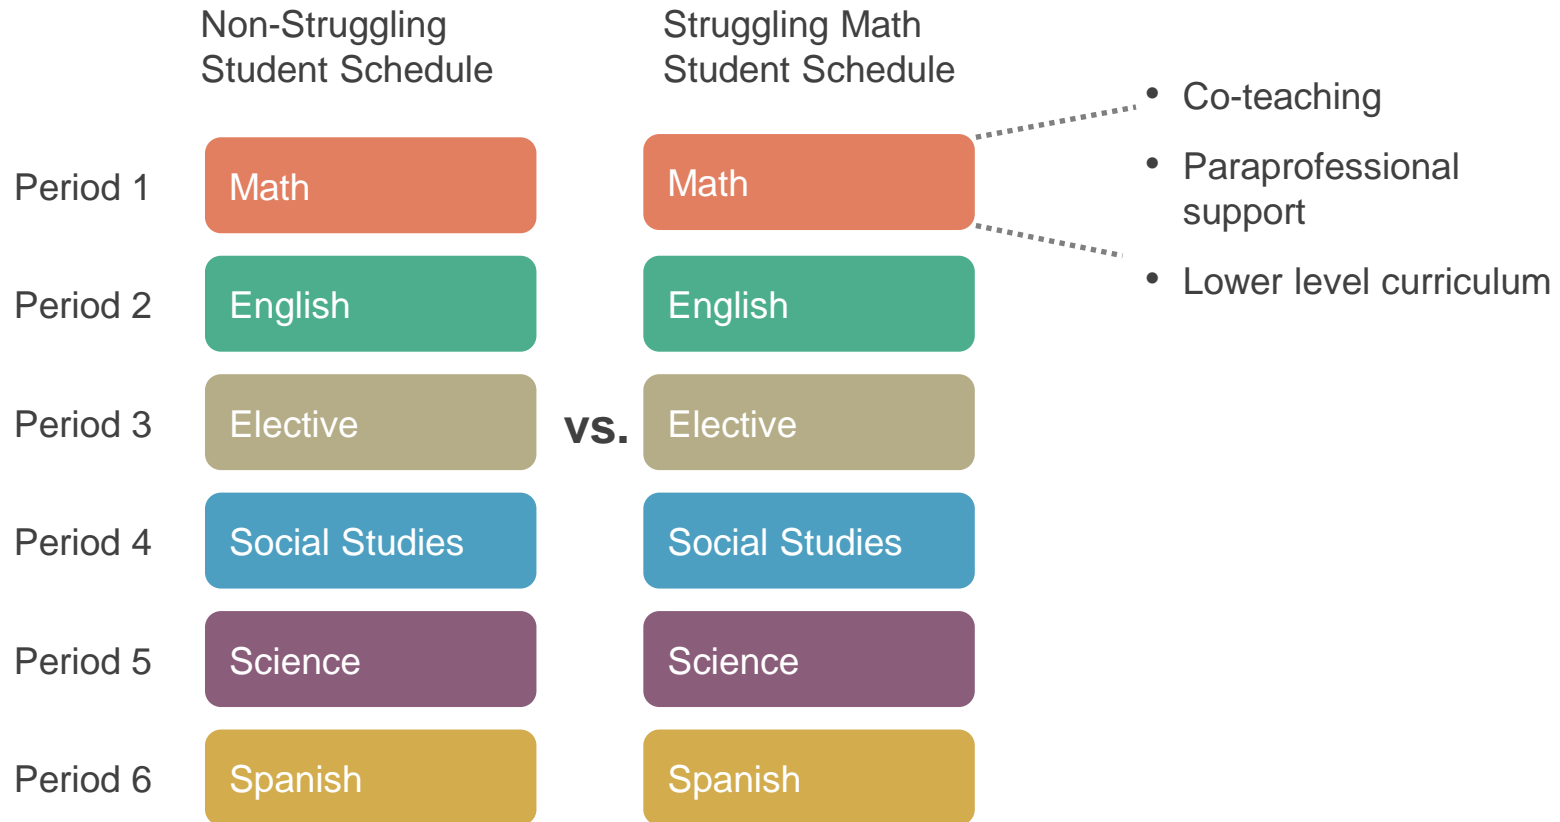 Non-Struggling
Student Schedule
Struggling Math
Student Schedule
• Co-teaching
• Paraprofessional
support
• Lower level curriculum
Period 1
Math
Math
Period 2
English
English
Period 3
Elective
vs.
Elective
Period 4
Social Studies
Social Studies
Period 5
Science
Science
Period 6
Spanish
Spanish